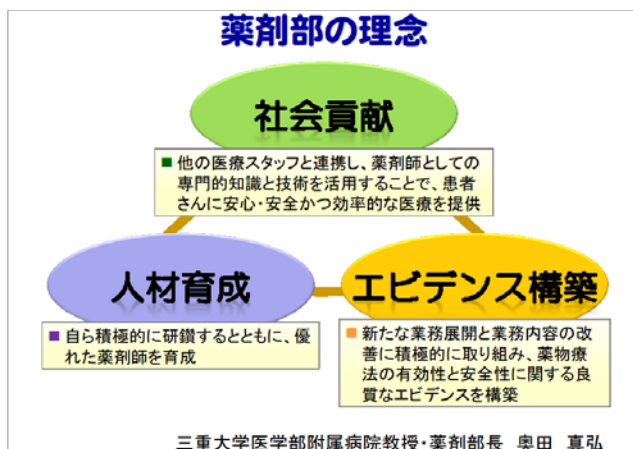 薬剤部の理念
社会貢献
■ 他の医療スタッフと連携し、薬剤師としての
専門的知識と技術を活用することで、患者
さんに安心・安全かつ効率的な医療を提供
人材育成
■ 自ら積極的に研鑽するとともに、優
れた薬剤師を育成
エビデンス構築
■ 新たな業務展開と業務内容の改
善に積極的に取り組み、薬物療
法の有効性と安全性に関する良
質なエビデンスを構築
三重大学医学部附属病院教授・薬剤部長 奥田 真弘